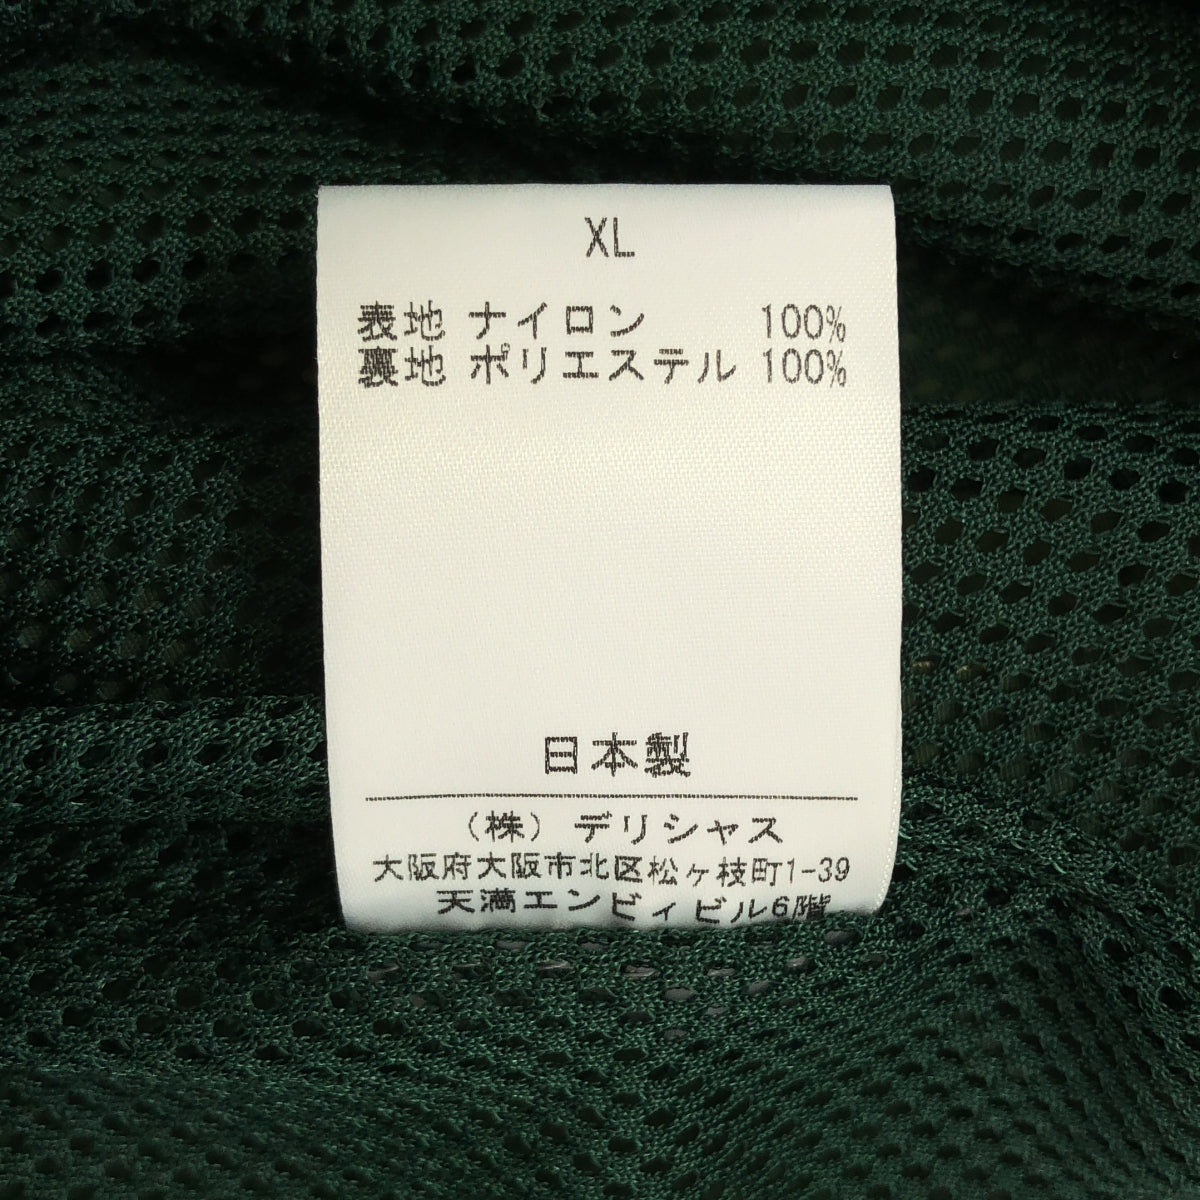 XL
表地 ナイロン 100%
裏地 ポリエステル 100%
日本製
(株) デリシャス
大阪府大阪市北区松ヶ枝町1-39
天満エンビィビル6階